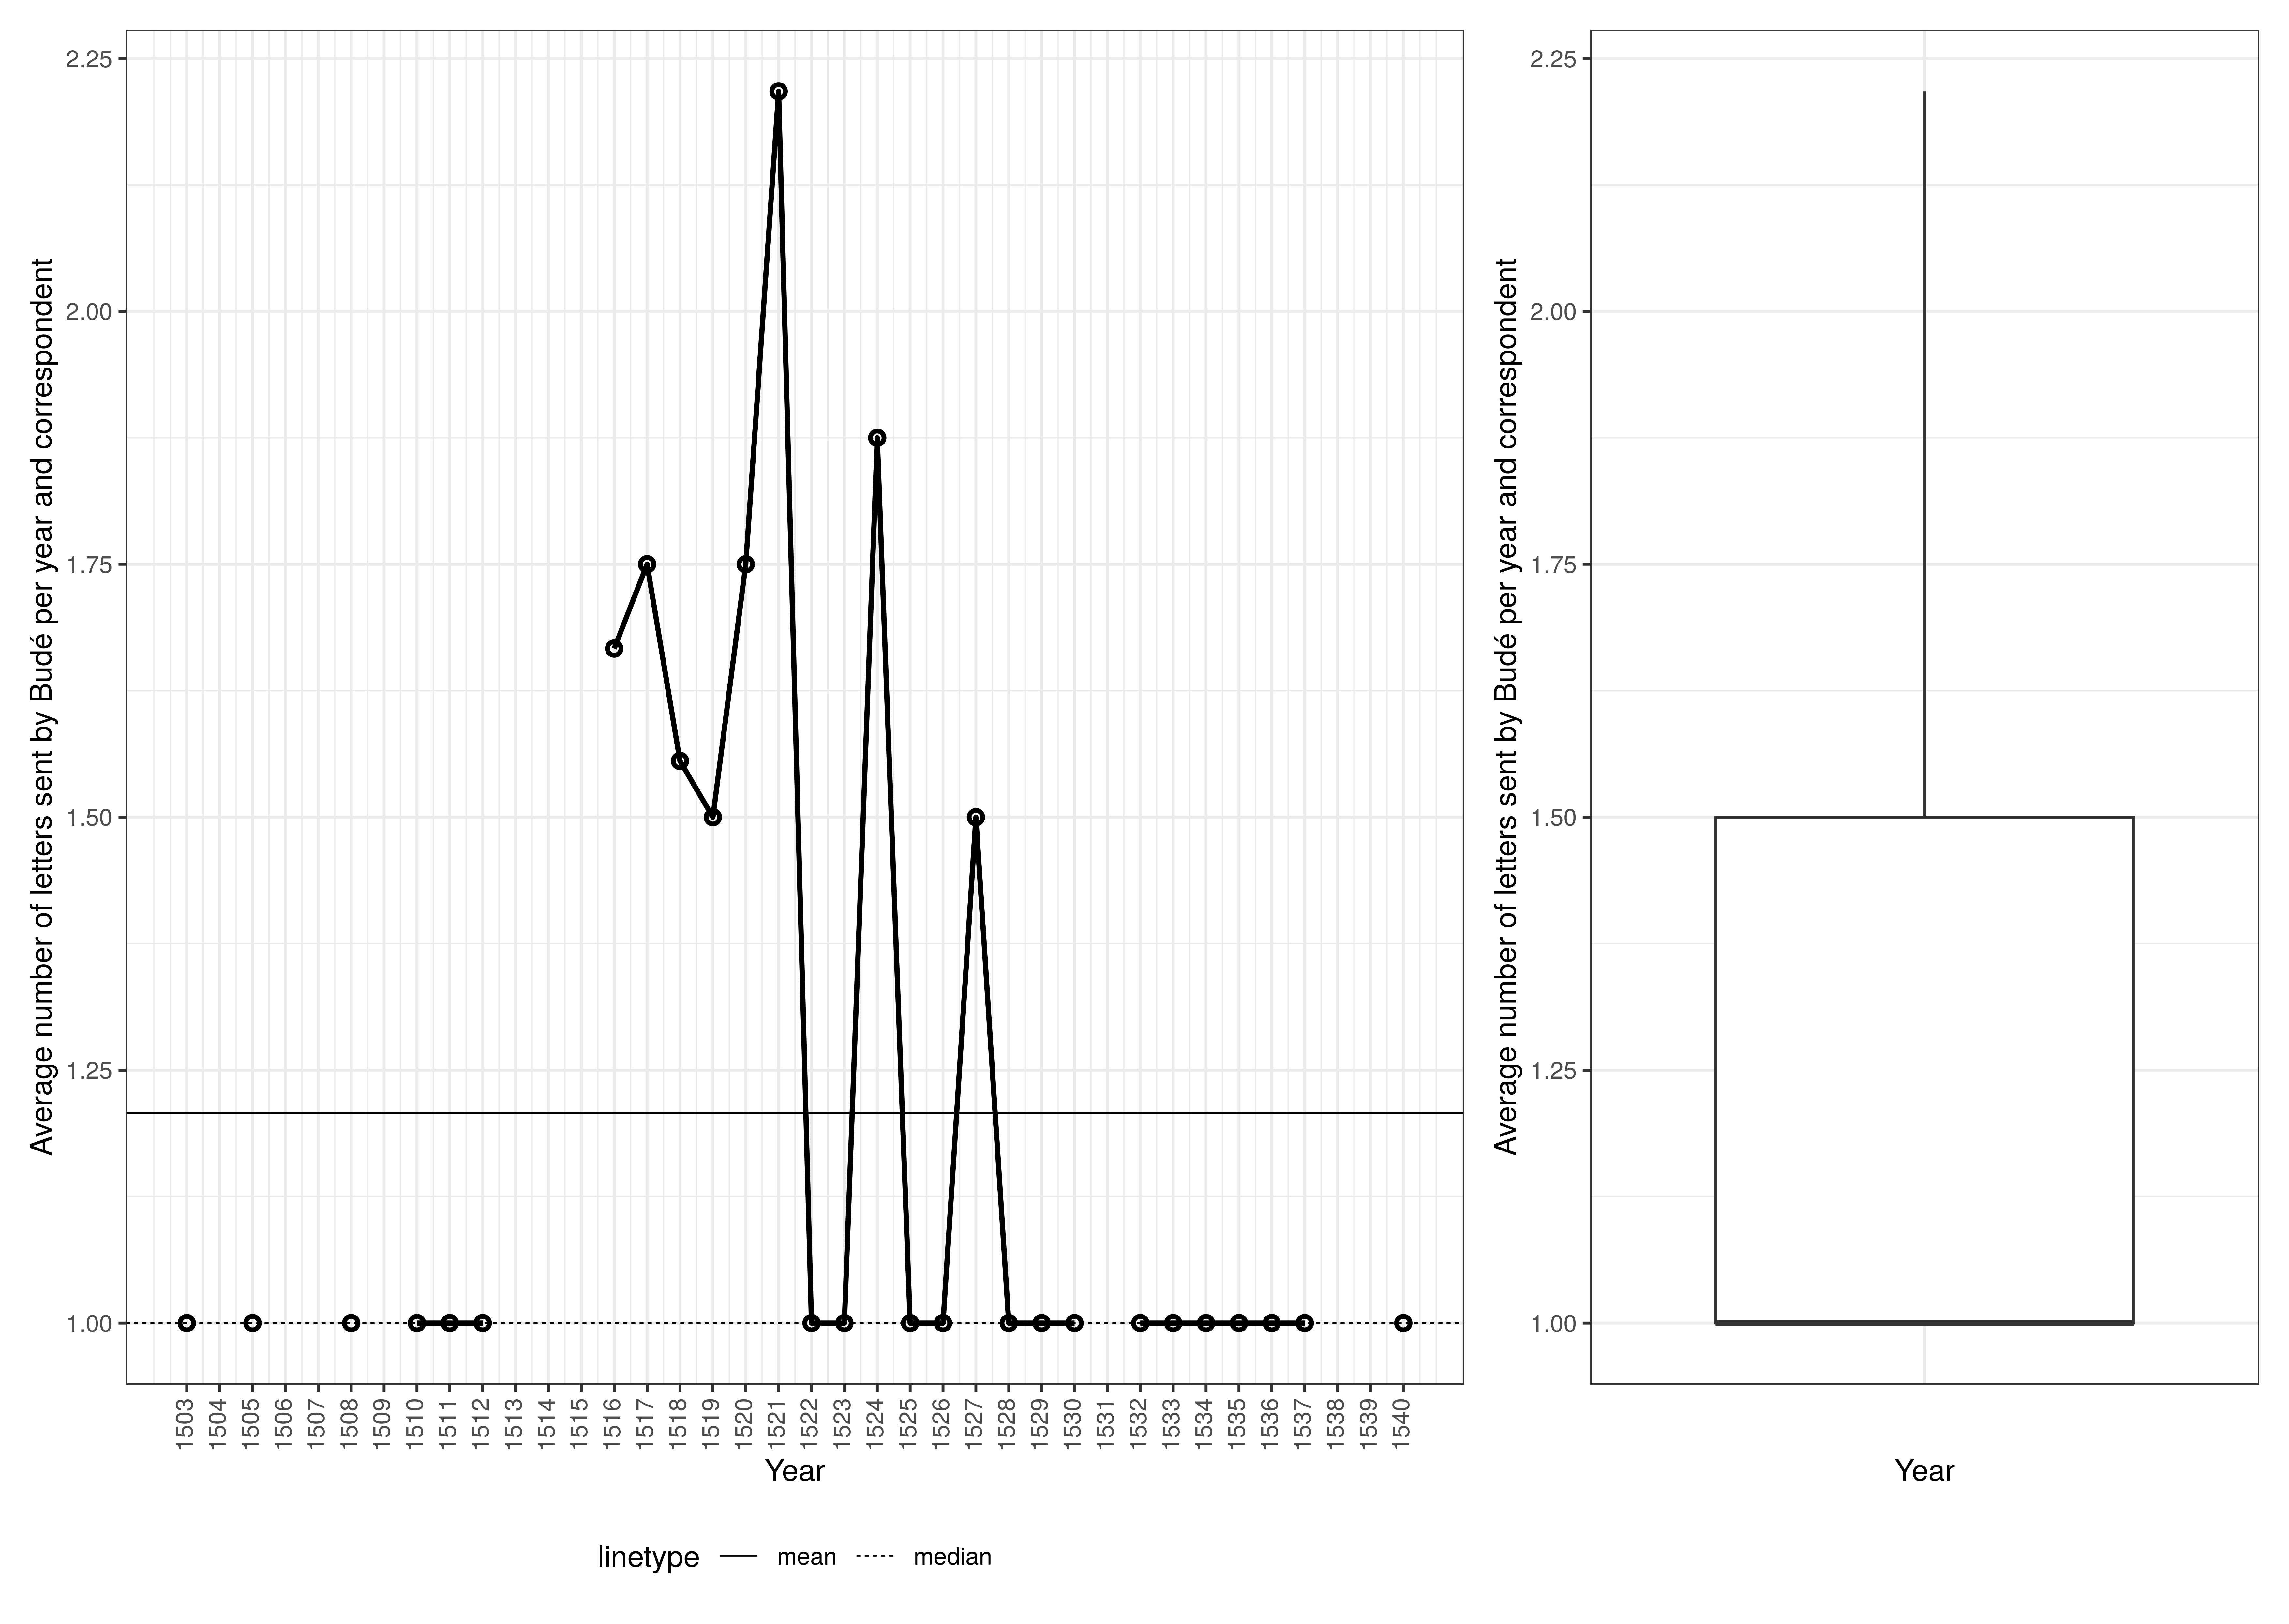 Average number of letters sent by Budé per year and correspondent
2.25
2.00
1.75
1.50
1.25
1.00
1503 1504 1505 1506 1507 1508 1509 1510 1511 1512 1513 1514 1515 1516 1517 1518 1519 1520 1521 1522 1523 1524 1525 1526 1527 1528 1529 1530 1531 1532 1533 1534 1535 1536 1537 1538 1539 1540
Year
linetype mean median
Average number of letters sent by Budé per year and correspondent
2.25
2.00
1.75
1.50
1.25
1.00
Year